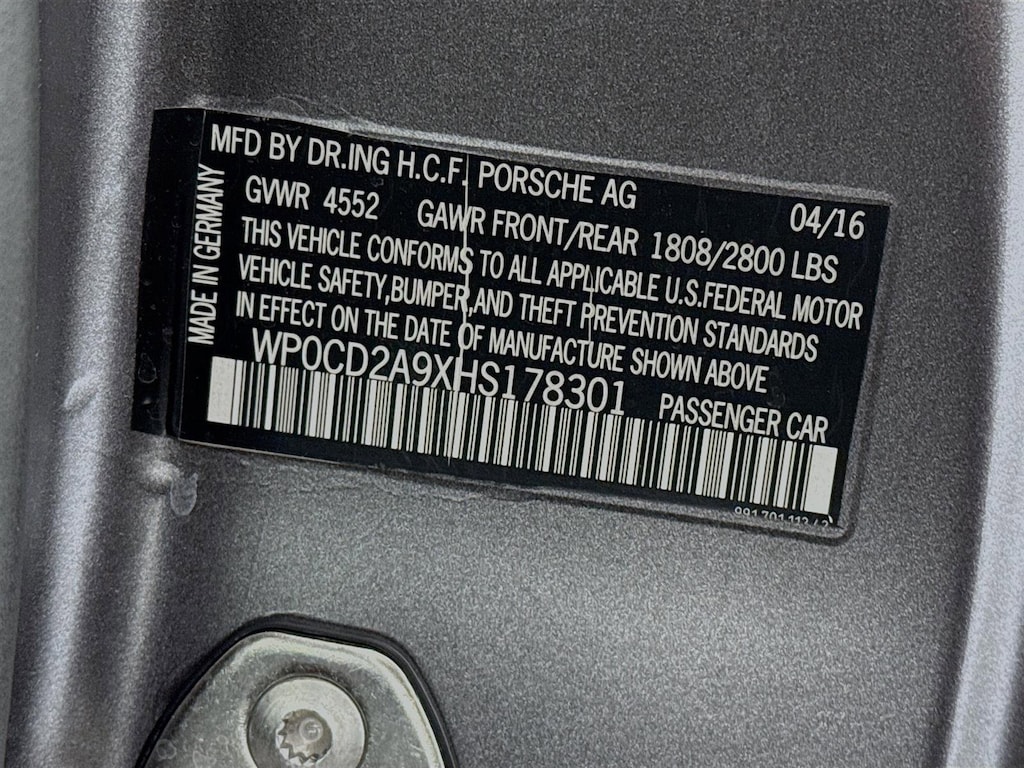 MFD BY DR.ING H.C.F. PORSCHE AG 04/16
GVWR 4552 GAWR FRONT/REAR 1808/2800 LBS
THIS VEHICLE CONFORMS TO ALL APPLICABLE U.S.FEDERAL MOTOR
VEHICLE SAFETY,BUMPER,AND THEFT PREVENTION STANDARDS
IN EFFECT ON THE DATE OF MANUFACTURE SHOWN ABOVE
WP0CD2A9XHS178301 PASSENGER CAR
MADE IN GERMANY